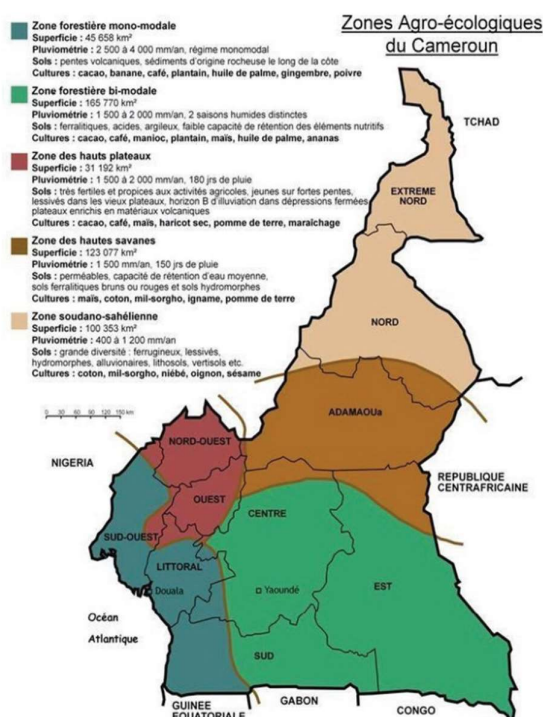 Zones Agro-écologiques
du Cameroun
Zone forestière mono-modale
Superficie : 45 658 km²
Pluviométrie : 2 500 à 4 000 mm/an, régime monomodal
Sols : pentes volcaniques, sédiments d'origine rocheuse le long de la côte
Cultures : cacao, banane, café, plantain, huile de palme, gingembre, poivre
Zone forestière bi-modale
Superficie : 165 770 km²
Pluviométrie : 1 500 à 2 000 mm/an, 2 saisons humides distinctes
Sols : ferralitiques, acides, argileux, faible capacité de rétention des éléments nutritifs
Cultures : cacao, café, manioc, plantain, maïs, huile de palme, ananas
Zone des hauts plateaux
Superficie : 31 192 km²
Pluviométrie : 1 500 à 2 000 mm/an, 180 jrs de pluie
Sols : très fertiles et propices aux activités agricoles, jeunes sur fortes pentes,
lessivés dans les vieux plateaux, horizon B d'illuviation dans dépressions fermées,
plateaux enrichis en matériaux volcaniques
Cultures : cacao, café, maïs, haricot sec, pomme de terre, maraîchage
Zone des hautes savanes
Superficie : 123 077 km²
Pluviométrie : 1 500 mm/an, 150 jrs de pluie
Sols : perméables, capacité de rétention d'eau moyenne,
sols ferralitiques bruns ou rouges et sols hydromorphes
Cultures : maïs, coton, mil-sorgho, igname, pomme de terre
Zone soudano-sahélienne
Superficie : 100 353 km²
Pluviométrie : 400 à 1 200 mm/an
Sols : grande diversité : ferrugineux, lessivés,
hydromorphes, alluvionaires, lithosols, vertisols etc.
Cultures : coton, mil-sorgho, niébé, oignon, sésame
TCHAD
EXTREME
NORD
NORD
ADAMAOUa
0 30 60 90 120 150 km
NORD-OUEST
NIGERIA
REPUBLIQUE
CENTRAFRICAINE
OUEST
CENTRE
SUD-OUEST
LITTORAL
EST
Douala
Yaoundé
Océan
Atlantique
SUD
GUINEE
EQUATORIALE
GABON
CONGO